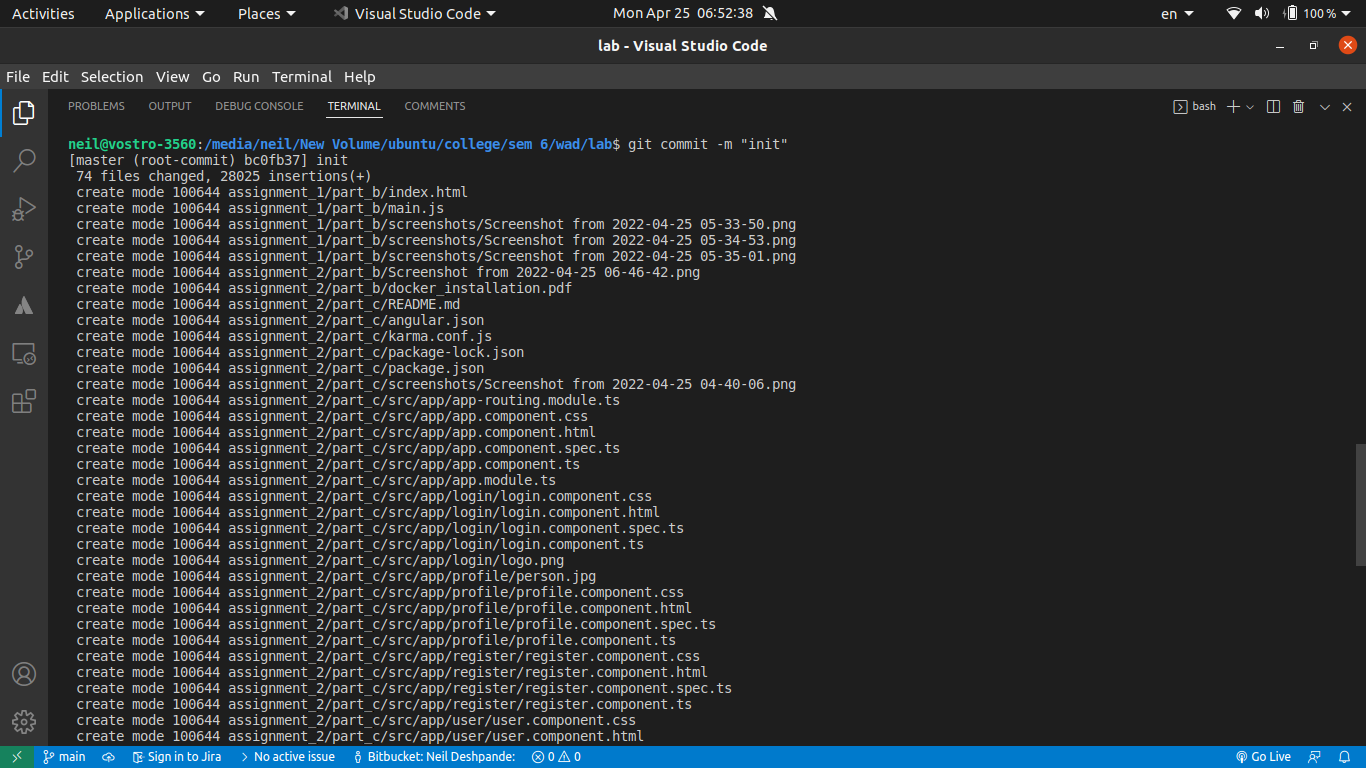 Activities Applications Places Visual Studio Code Mon Apr 25 06:52:38 en 100 %
lab - Visual Studio Code
File Edit Selection View Go Run Terminal Help
PROBLEMS OUTPUT DEBUG CONSOLE TERMINAL COMMENTS bash
neil@vostro-3560:/media/neil/New Volume/ubuntu/college/sem 6/wad/lab$ git commit -m "init"
[master (root-commit) bc0fb37] init
74 files changed, 28025 insertions(+)
create mode 100644 assignment_1/part_b/index.html
create mode 100644 assignment_1/part_b/main.js
create mode 100644 assignment_1/part_b/screenshots/Screenshot from 2022-04-25 05-33-50.png
create mode 100644 assignment_1/part_b/screenshots/Screenshot from 2022-04-25 05-34-53.png
create mode 100644 assignment_1/part_b/screenshots/Screenshot from 2022-04-25 05-35-01.png
create mode 100644 assignment_2/part_b/Screenshot from 2022-04-25 06-46-42.png
create mode 100644 assignment_2/part_b/docker_installation.pdf
create mode 100644 assignment_2/part_c/README.md
create mode 100644 assignment_2/part_c/angular.json
create mode 100644 assignment_2/part_c/karma.conf.js
create mode 100644 assignment_2/part_c/package-lock.json
create mode 100644 assignment_2/part_c/package.json
create mode 100644 assignment_2/part_c/screenshots/Screenshot from 2022-04-25 04-40-06.png
create mode 100644 assignment_2/part_c/src/app/app-routing.module.ts
create mode 100644 assignment_2/part_c/src/app/app.component.css
create mode 100644 assignment_2/part_c/src/app/app.component.html
create mode 100644 assignment_2/part_c/src/app/app.component.spec.ts
create mode 100644 assignment_2/part_c/src/app/app.component.ts
create mode 100644 assignment_2/part_c/src/app/app.module.ts
create mode 100644 assignment_2/part_c/src/app/login/login.component.css
create mode 100644 assignment_2/part_c/src/app/login/login.component.html
create mode 100644 assignment_2/part_c/src/app/login/login.component.spec.ts
create mode 100644 assignment_2/part_c/src/app/login/login.component.ts
create mode 100644 assignment_2/part_c/src/app/login/logo.png
create mode 100644 assignment_2/part_c/src/app/profile/person.jpg
create mode 100644 assignment_2/part_c/src/app/profile/profile.component.css
create mode 100644 assignment_2/part_c/src/app/profile/profile.component.html
create mode 100644 assignment_2/part_c/src/app/profile/profile.component.spec.ts
create mode 100644 assignment_2/part_c/src/app/profile/profile.component.ts
create mode 100644 assignment_2/part_c/src/app/register/register.component.css
create mode 100644 assignment_2/part_c/src/app/register/register.component.html
create mode 100644 assignment_2/part_c/src/app/register/register.component.spec.ts
create mode 100644 assignment_2/part_c/src/app/register/register.component.ts
create mode 100644 assignment_2/part_c/src/app/user/user.component.css
create mode 100644 assignment_2/part_c/src/app/user/user.component.html
main Sign in to Jira No active issue Bitbucket: Neil Deshpande: 0 0 Go Live